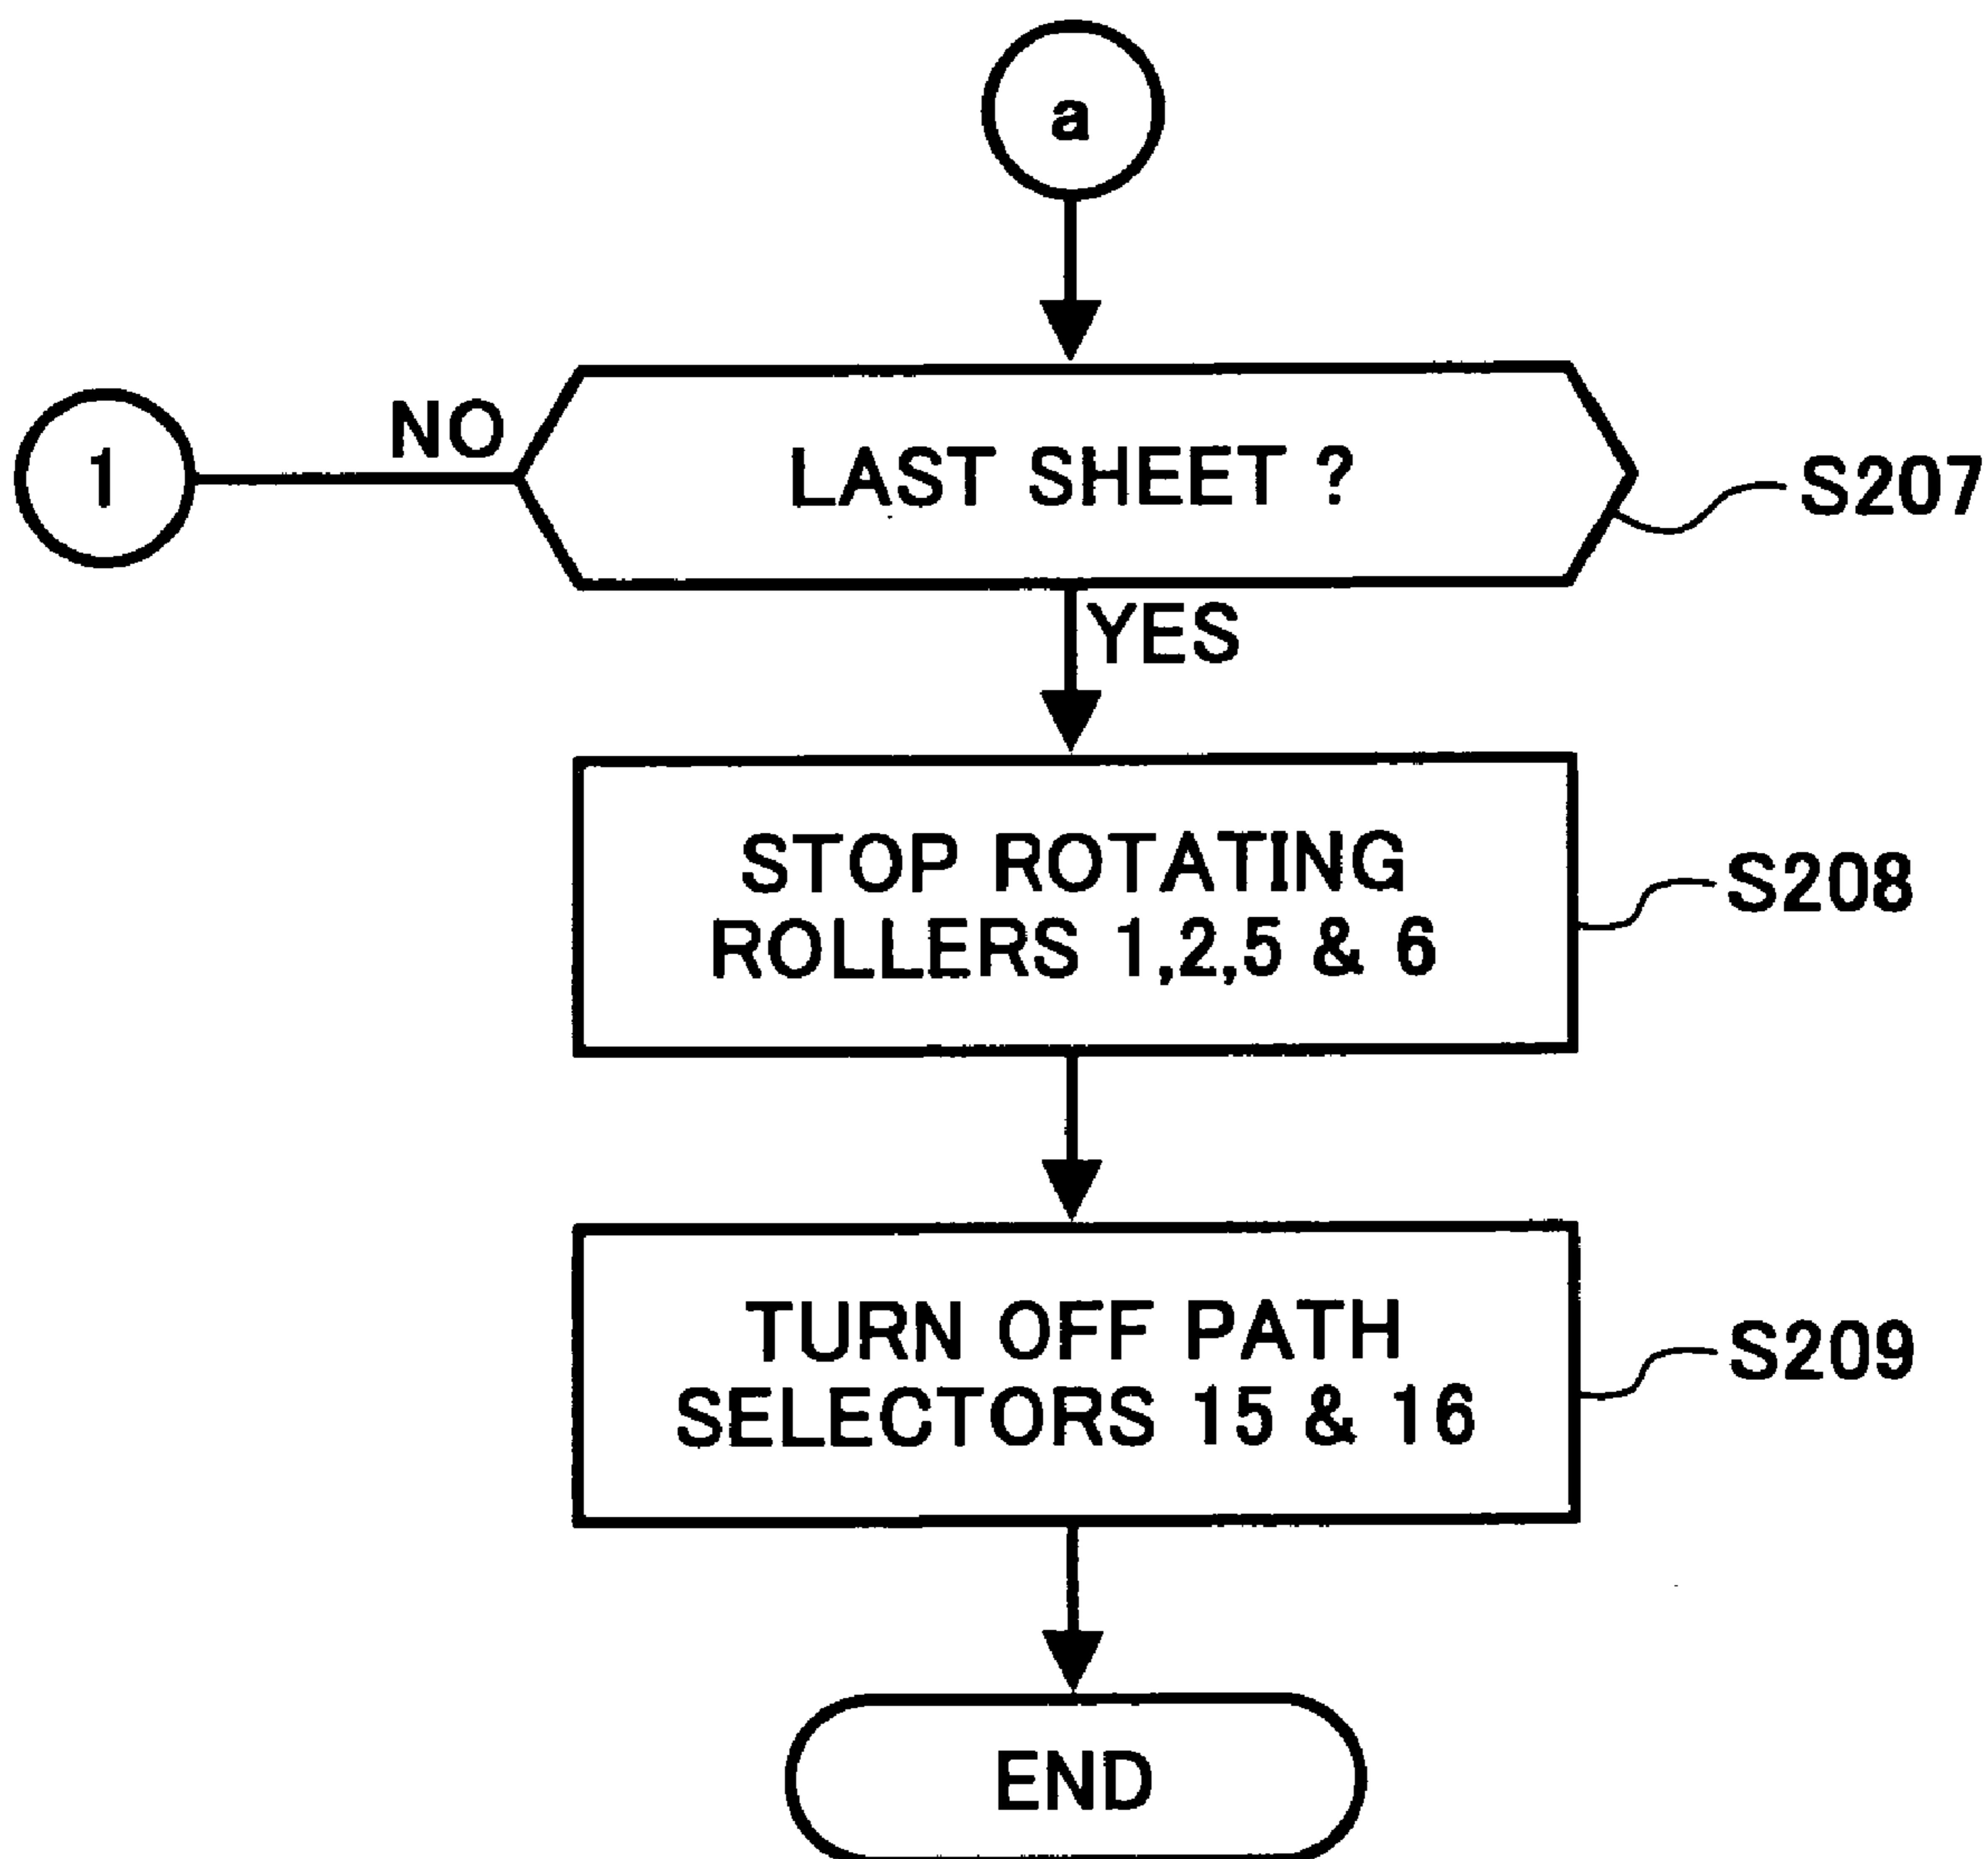 a
1
NO
LAST SHEET ?
S207
YES
STOP ROTATING
ROLLERS 1,2,5 & 6
S208
TURN OFF PATH
SELECTORS 15 & 16
S209
END